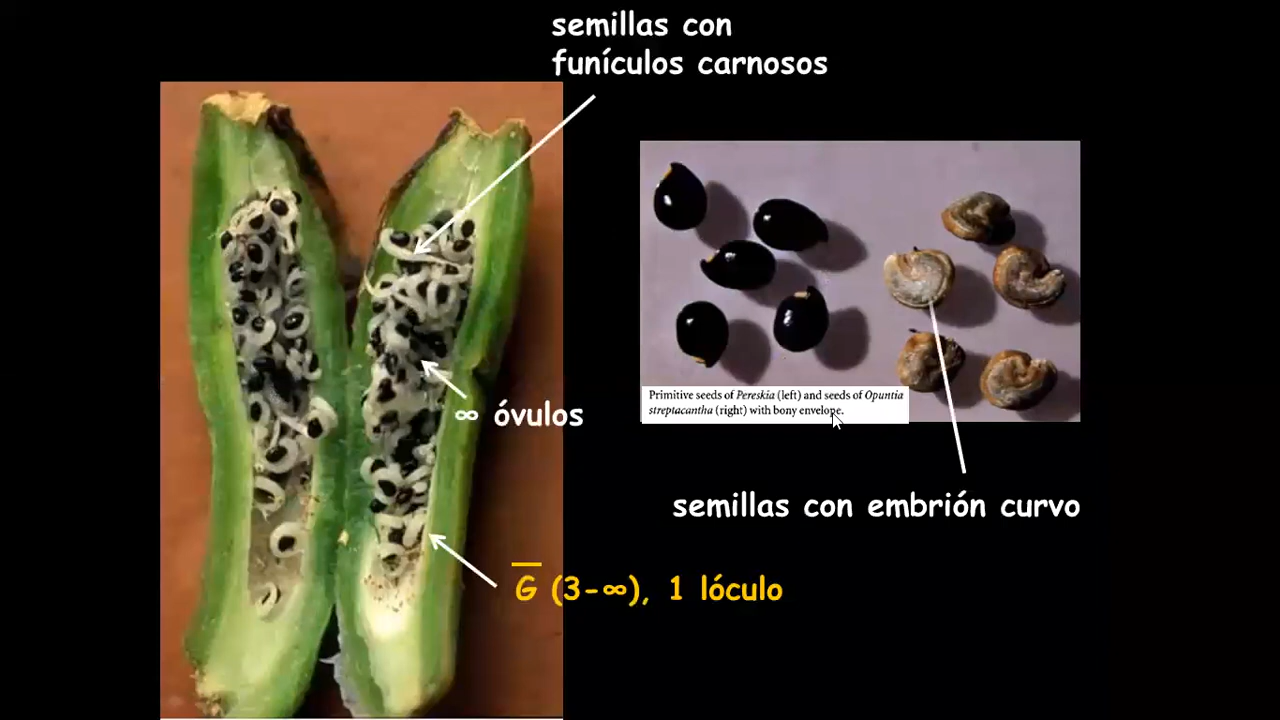 semillas con
funículos carnosos
Primitive seeds of Pereskia (left) and seeds of Opuntia
streptacantha (right) with bony envelope.
∞ óvulos
semillas con embrión curvo
G̅ (3-∞), 1 lóculo